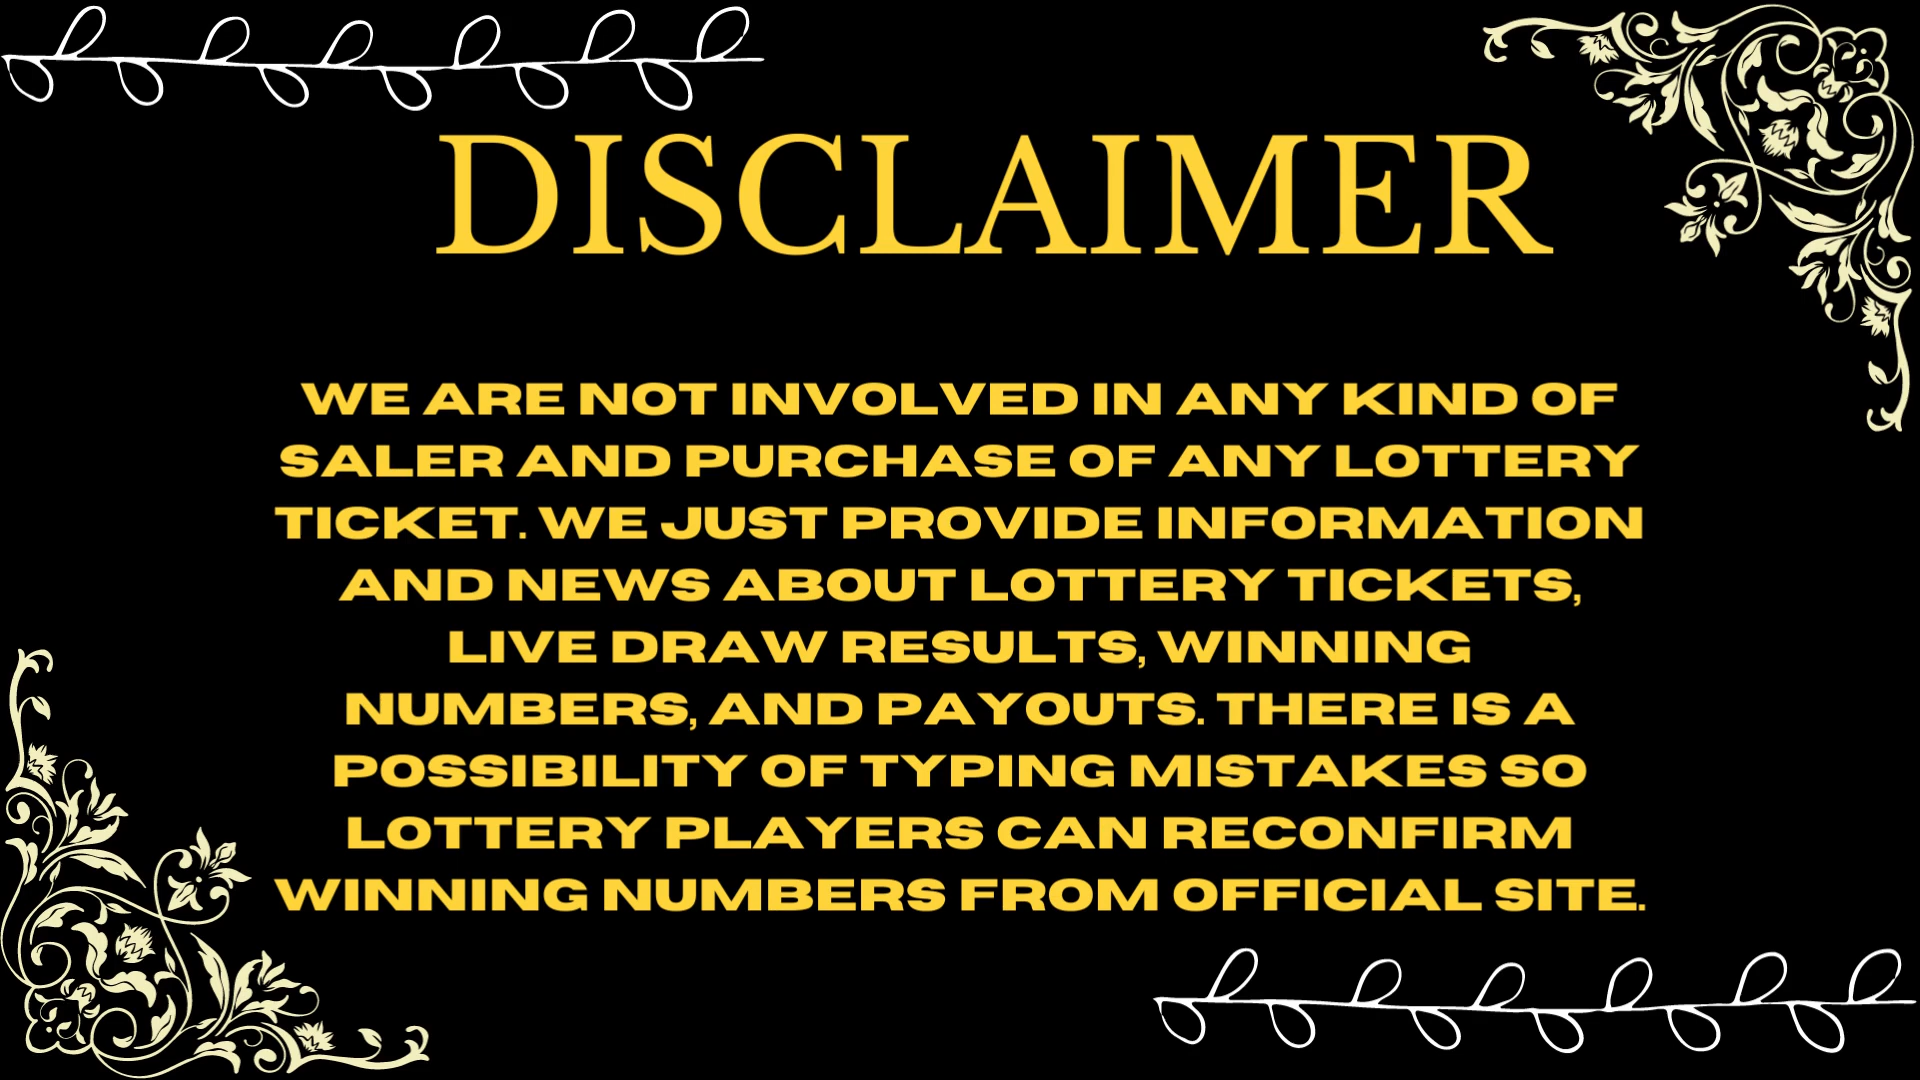 DISCLAIMER
WE ARE NOT INVOLVED IN ANY KIND OF
SALER AND PURCHASE OF ANY LOTTERY
TICKET. WE JUST PROVIDE INFORMATION
AND NEWS ABOUT LOTTERY TICKETS,
LIVE DRAW RESULTS, WINNING
NUMBERS, AND PAYOUTS. THERE IS A
POSSIBILITY OF TYPING MISTAKES SO
LOTTERY PLAYERS CAN RECONFIRM
WINNING NUMBERS FROM OFFICIAL SITE.